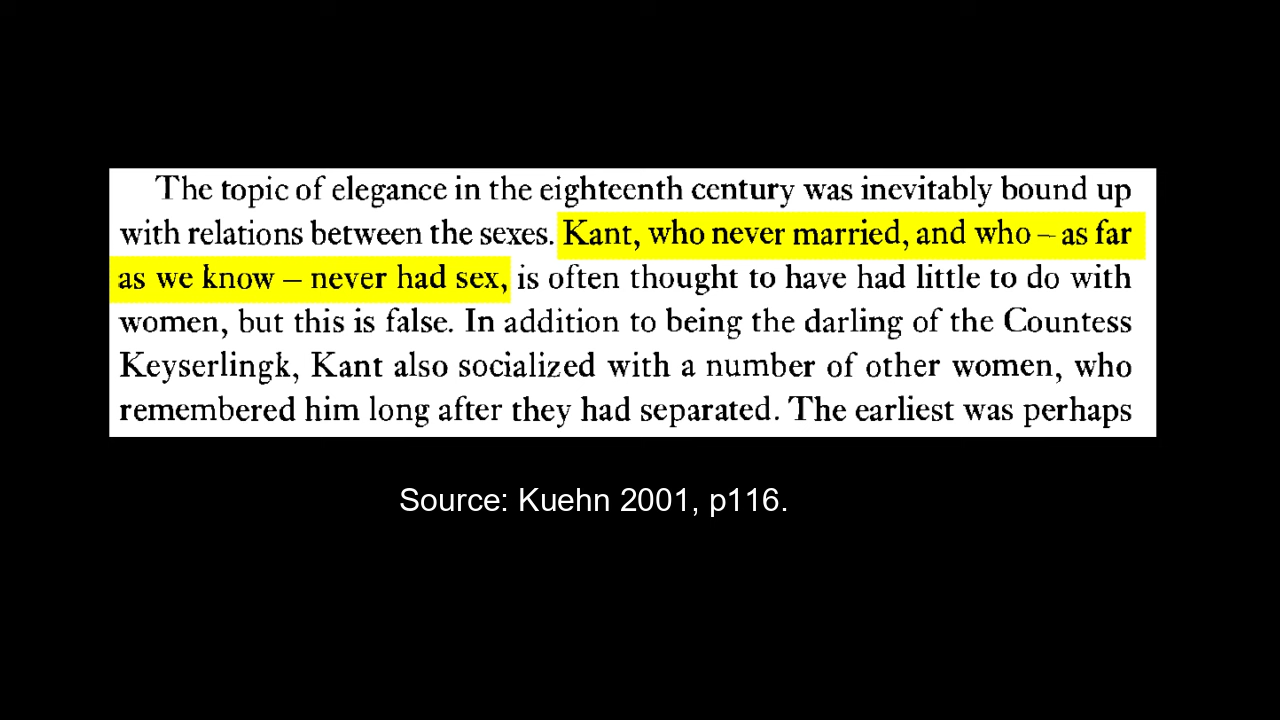 The topic of elegance in the eighteenth century was inevitably bound up
with relations between the sexes. Kant, who never married, and who – as far
as we know – never had sex, is often thought to have had little to do with
women, but this is false. In addition to being the darling of the Countess
Keyserlingk, Kant also socialized with a number of other women, who
remembered him long after they had separated. The earliest was perhaps
Source: Kuehn 2001, p116.